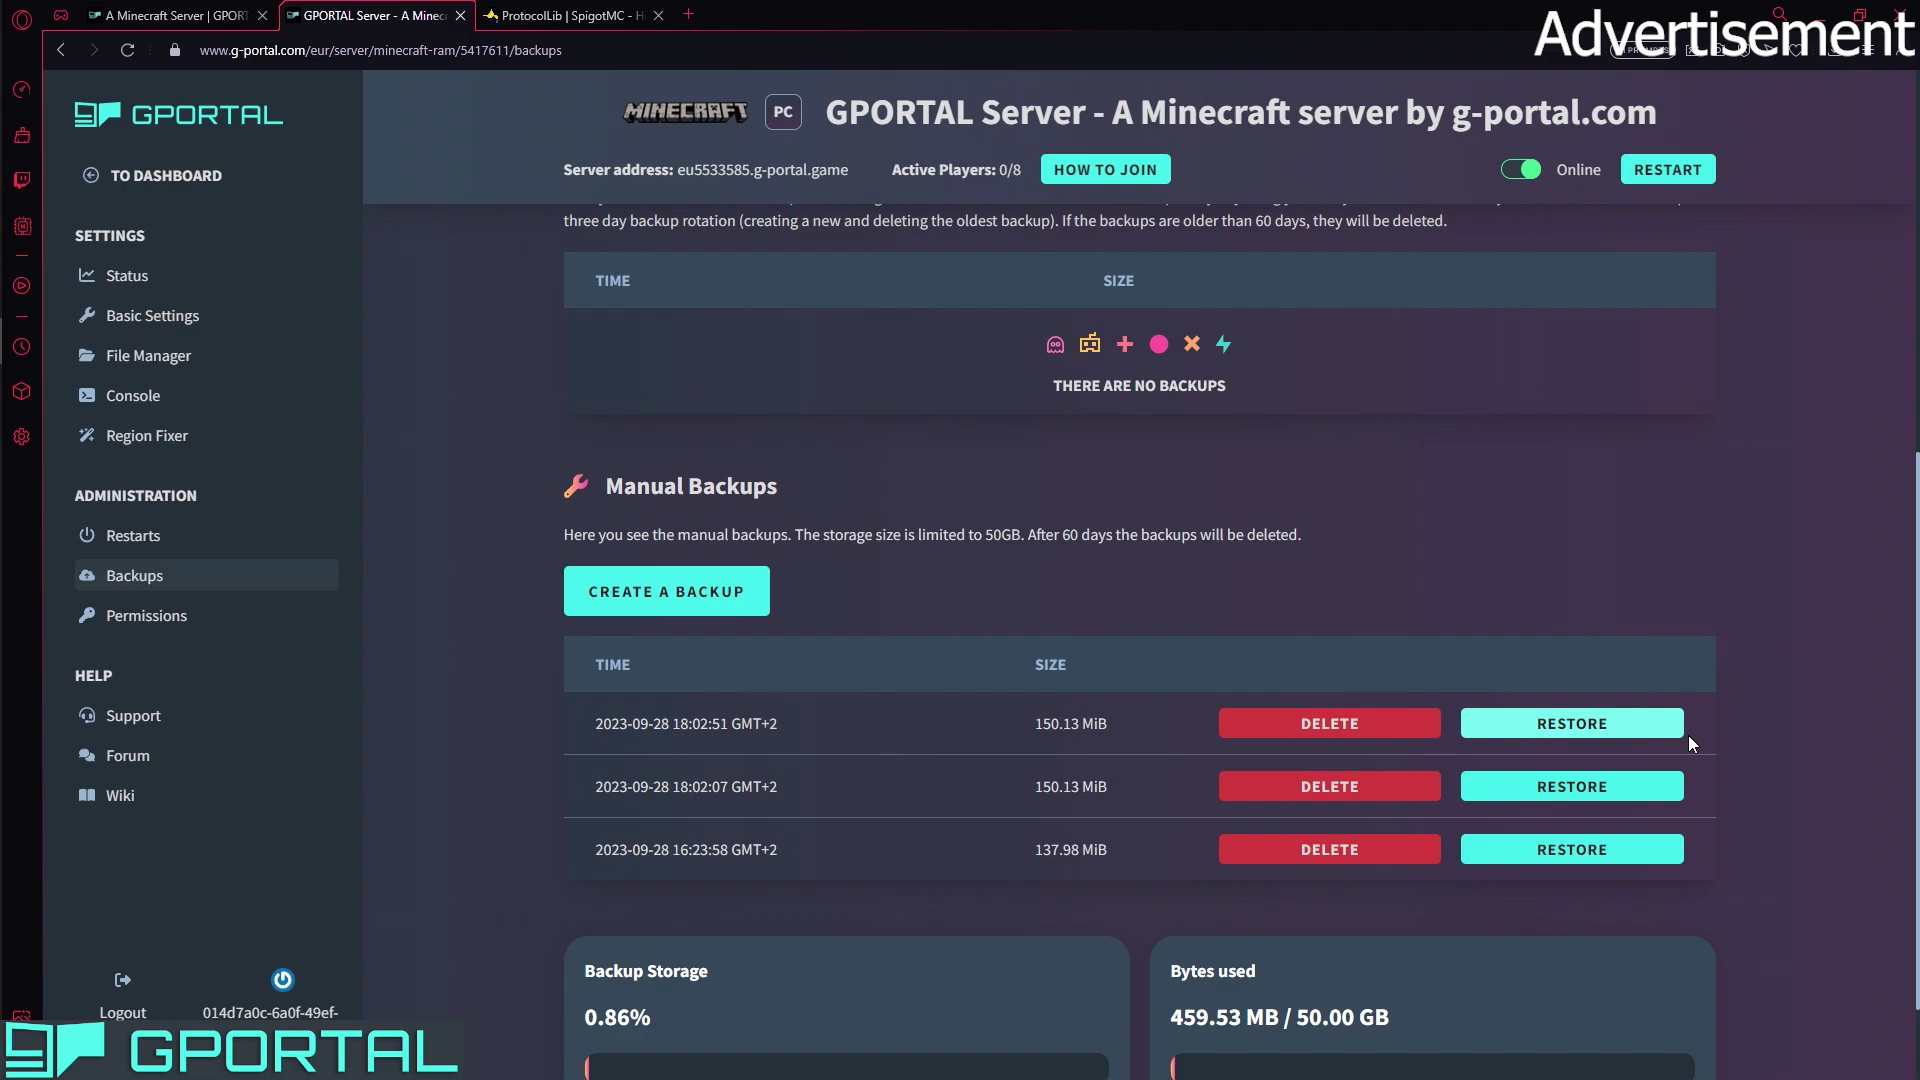 A Minecraft Server | GPORT
GPORTAL Server - A Minec
ProtocolLib | SpigotMC - H
www.g-portal.com/eur/server/minecraft-ram/5417611/backups
Advertisement
GPORTAL
MINECRAFT
PC
GPORTAL Server - A Minecraft server by g-portal.com
Server address: eu5533585.g-portal.game
Active Players: 0/8
HOW TO JOIN
Online
RESTART
TO DASHBOARD
SETTINGS
Status
Basic Settings
File Manager
Console
Region Fixer
ADMINISTRATION
Restarts
Backups
Permissions
HELP
Support
Forum
Wiki
Logout
014d7a0c-6a0f-49ef-
GPORTAL
three day backup rotation (creating a new and deleting the oldest backup). If the backups are older than 60 days, they will be deleted.
TIME SIZE
THERE ARE NO BACKUPS
Manual Backups
Here you see the manual backups. The storage size is limited to 50GB. After 60 days the backups will be deleted.
CREATE A BACKUP
TIME SIZE
2023-09-28 18:02:51 GMT+2 150.13 MiB DELETE RESTORE
2023-09-28 18:02:07 GMT+2 150.13 MiB DELETE RESTORE
2023-09-28 16:23:58 GMT+2 137.98 MiB DELETE RESTORE
Backup Storage
0.86%
Bytes used
459.53 MB / 50.00 GB